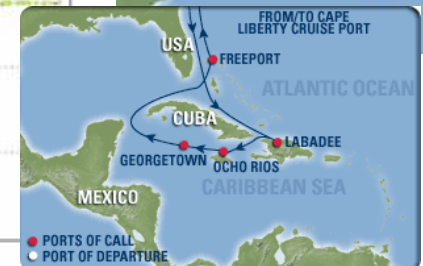 FROM/TO CAPE
LIBERTY CRUISE PORT
USA
FREEPORT
ATLANTIC OCEAN
CUBA
LABADEE
GEORGETOWN
OCHO RIOS
CARIBBEAN SEA
MEXICO
PORTS OF CALL
PORT OF DEPARTURE